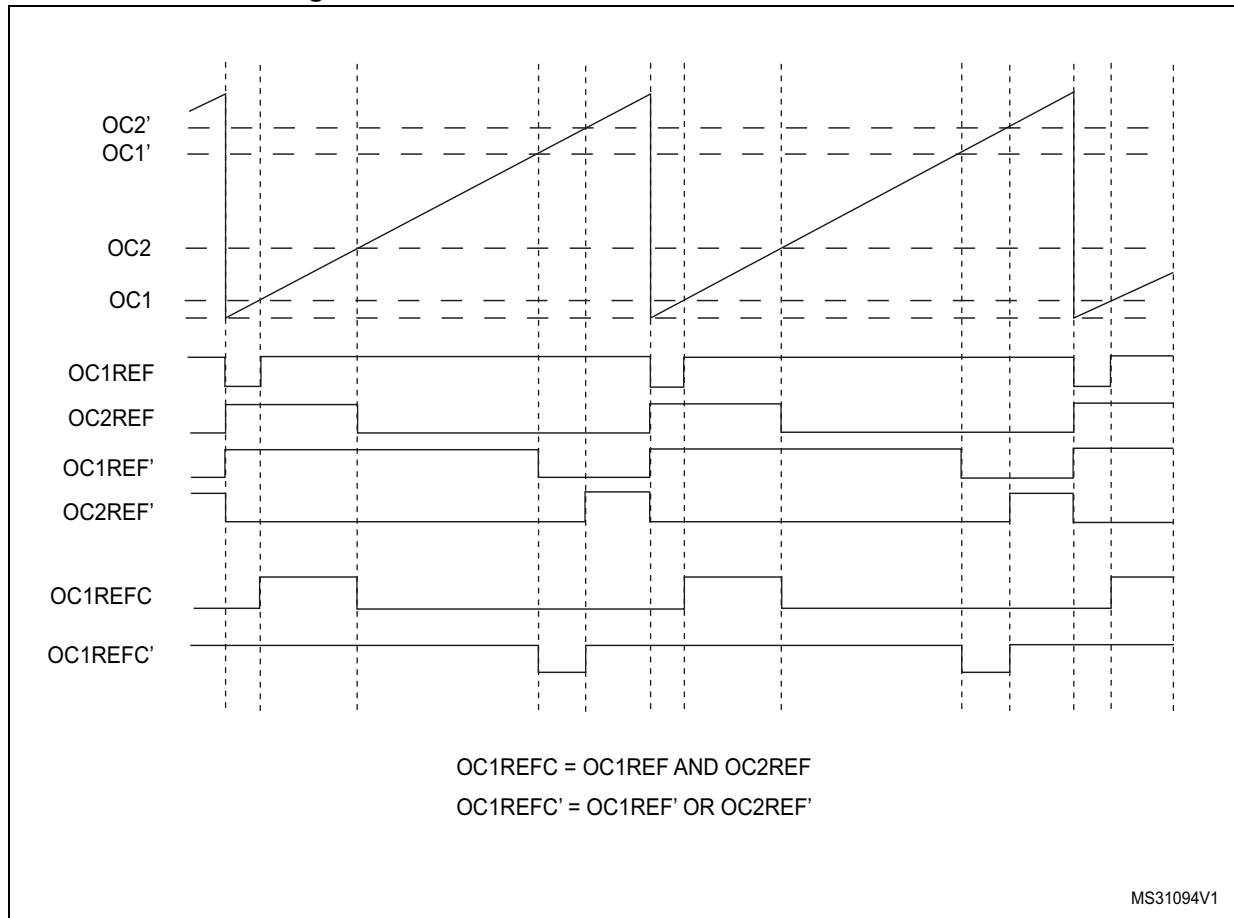 OC2’
OC1’
OC2
OC1
OC1REF
OC2REF
OC1REF’
OC2REF’
OC1REFC
OC1REFC’
OC1REFC = OC1REF AND OC2REF
OC1REFC’ = OC1REF’ OR OC2REF’
MS31094V1